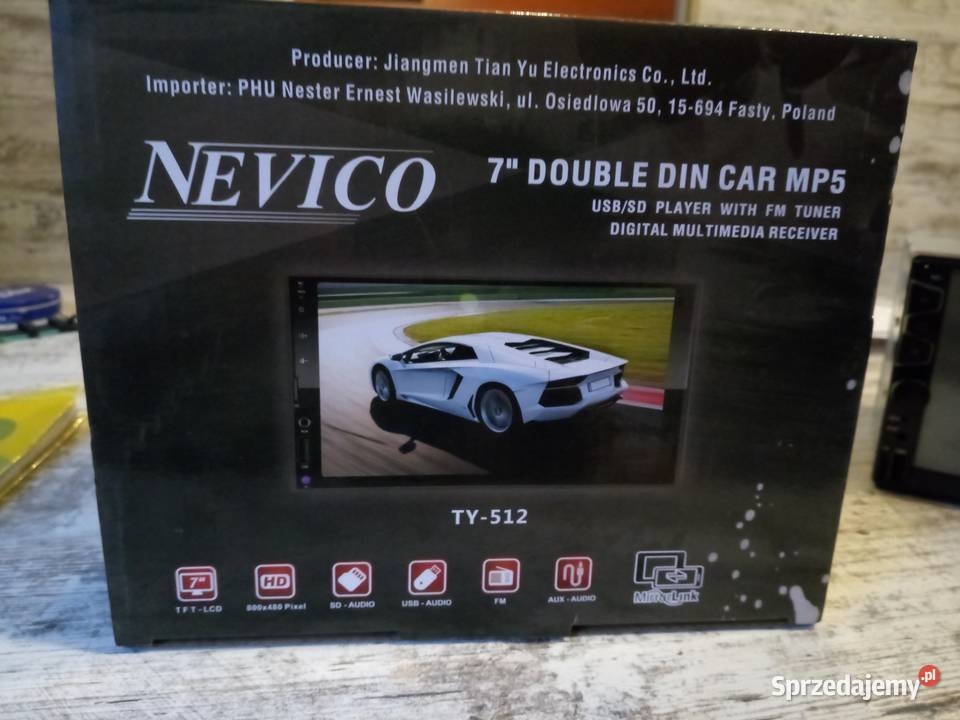 Producer: Jiangmen Tian Yu Electronics Co., Ltd.
Importer: PHU Nester Ernest Wasilewski, ul. Osiedlowa 50, 15-694 Fasty, Poland
NEVICO
7" DOUBLE DIN CAR MP5
USB/SD PLAYER WITH FM TUNER
DIGITAL MULTIMEDIA RECEIVER
TY-512
7"
HD
TFT-LCD
800x480 Pixel
SD-AUDIO
USB-AUDIO
FM
AUX-AUDIO
MirrorLink
Sprzedajemy.pl